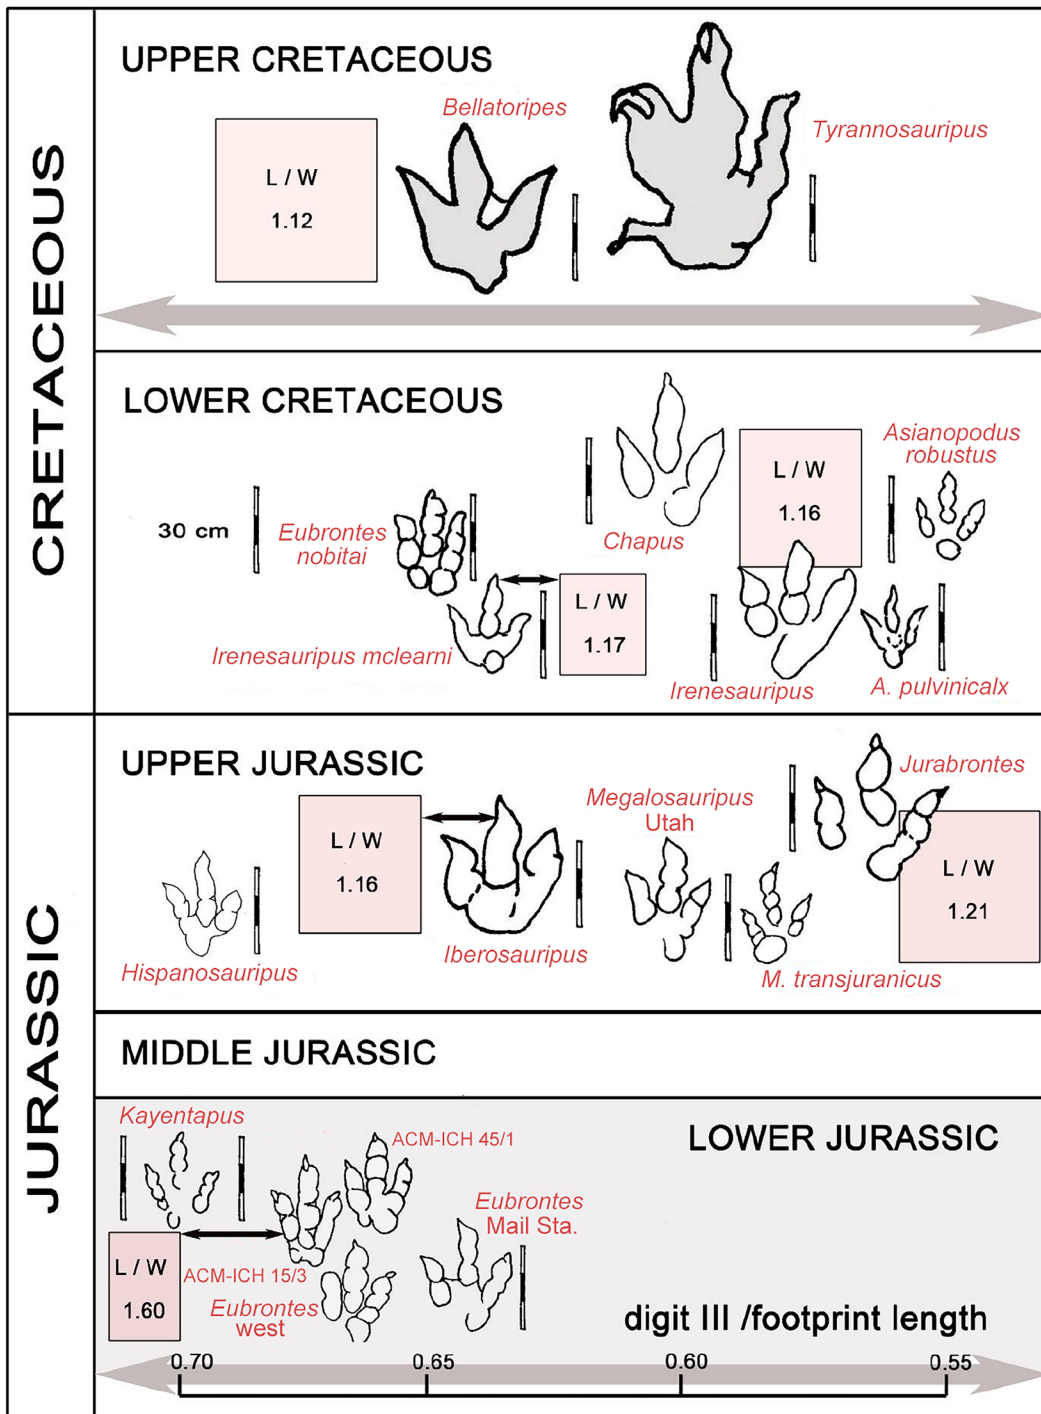 CRETACEOUS
UPPER CRETACEOUS
Bellatoripes
Tyrannosauripus
L / W
1.12
LOWER CRETACEOUS
Asianopodus
robustus
L / W
1.16
30 cm
Eubrontes
nobitai
Chapus
L / W
1.17
Irenesauripus mclearni
Irenesauripus
A. pulvinicalx
JURASSIC
UPPER JURASSIC
Jurabrontes
Megalosauripus
Utah
L / W
1.16
L / W
1.21
Hispanosauripus
Iberosauripus
M. transjuranicus
MIDDLE JURASSIC
Kayentapus
ACM-ICH 45/1
LOWER JURASSIC
Eubrontes
Mail Sta.
L / W
1.60
ACM-ICH 15/3
Eubrontes
west
digit III /footprint length
0.70
0.65
0.60
0.55